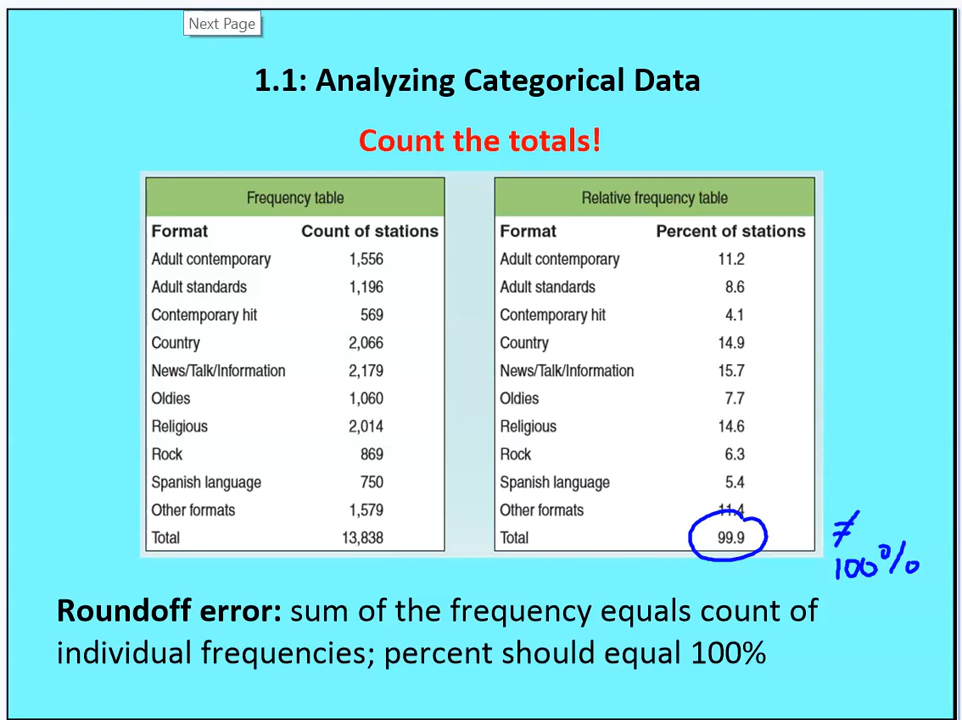 Next Page
1.1: Analyzing Categorical Data
Count the totals!
Frequency table
Format Count of stations
Adult contemporary 1,556
Adult standards 1,196
Contemporary hit 569
Country 2,066
News/Talk/Information 2,179
Oldies 1,060
Religious 2,014
Rock 869
Spanish language 750
Other formats 1,579
Total 13,838
Relative frequency table
Format Percent of stations
Adult contemporary 11.2
Adult standards 8.6
Contemporary hit 4.1
Country 14.9
News/Talk/Information 15.7
Oldies 7.7
Religious 14.6
Rock 6.3
Spanish language 5.4
Other formats 11.4
Total 99.9
≠
100%
Roundoff error: sum of the frequency equals count of
individual frequencies; percent should equal 100%